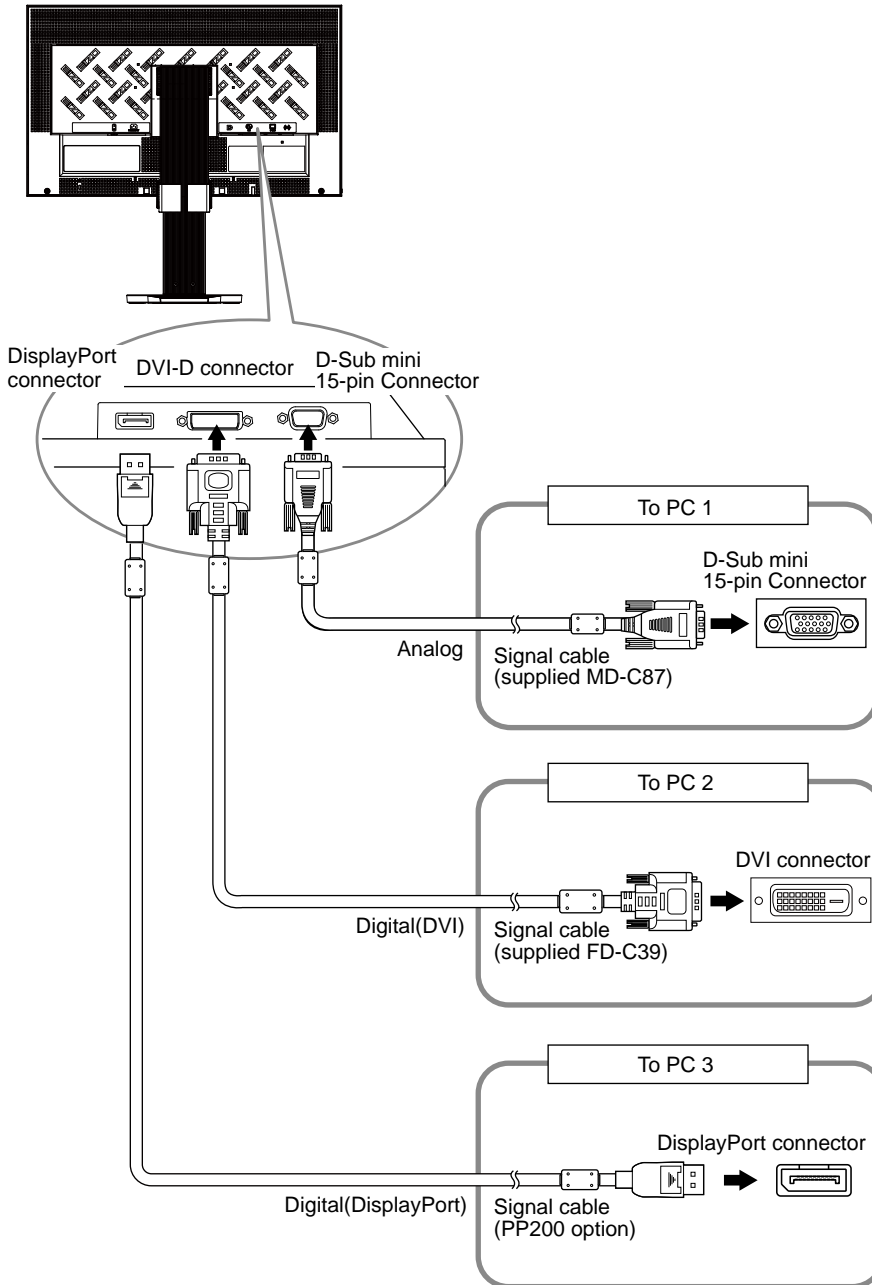 DisplayPort
connector
DVI-D connector
D-Sub mini
15-pin Connector
To PC 1
D-Sub mini
15-pin Connector
Analog
Signal cable
(supplied MD-C87)
To PC 2
DVI connector
Digital(DVI)
Signal cable
(supplied FD-C39)
To PC 3
DisplayPort connector
Digital(DisplayPort)
Signal cable
(PP200 option)